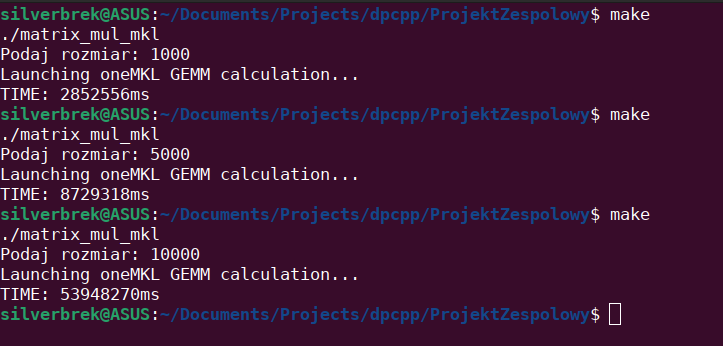 silverbrek@ASUS:~/Documents/Projects/dpcpp/ProjektZespolowy$ make
./matrix_mul_mkl
Podaj rozmiar: 1000
Launching oneMKL GEMM calculation...
TIME: 2852556ms
silverbrek@ASUS:~/Documents/Projects/dpcpp/ProjektZespolowy$ make
./matrix_mul_mkl
Podaj rozmiar: 5000
Launching oneMKL GEMM calculation...
TIME: 8729318ms
silverbrek@ASUS:~/Documents/Projects/dpcpp/ProjektZespolowy$ make
./matrix_mul_mkl
Podaj rozmiar: 10000
Launching oneMKL GEMM calculation...
TIME: 53948270ms
silverbrek@ASUS:~/Documents/Projects/dpcpp/ProjektZespolowy$